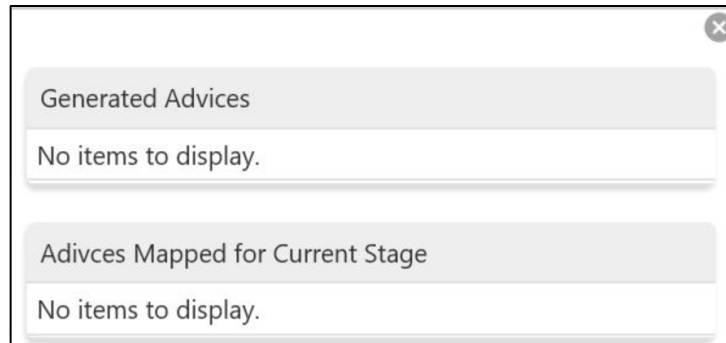 Generated Advices
No items to display.
Adivces Mapped for Current Stage
No items to display.